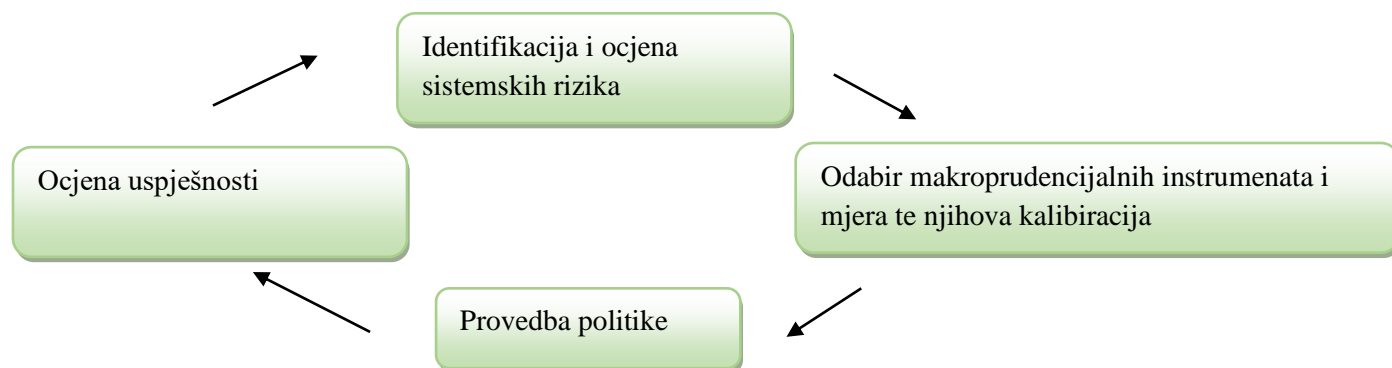 Identifikacija i ocjena
sistemskih rizika
Ocjena uspješnosti
Odabir makroprudencijalnih instrumenata i
mjera te njihova kalibiracija
Provedba politike